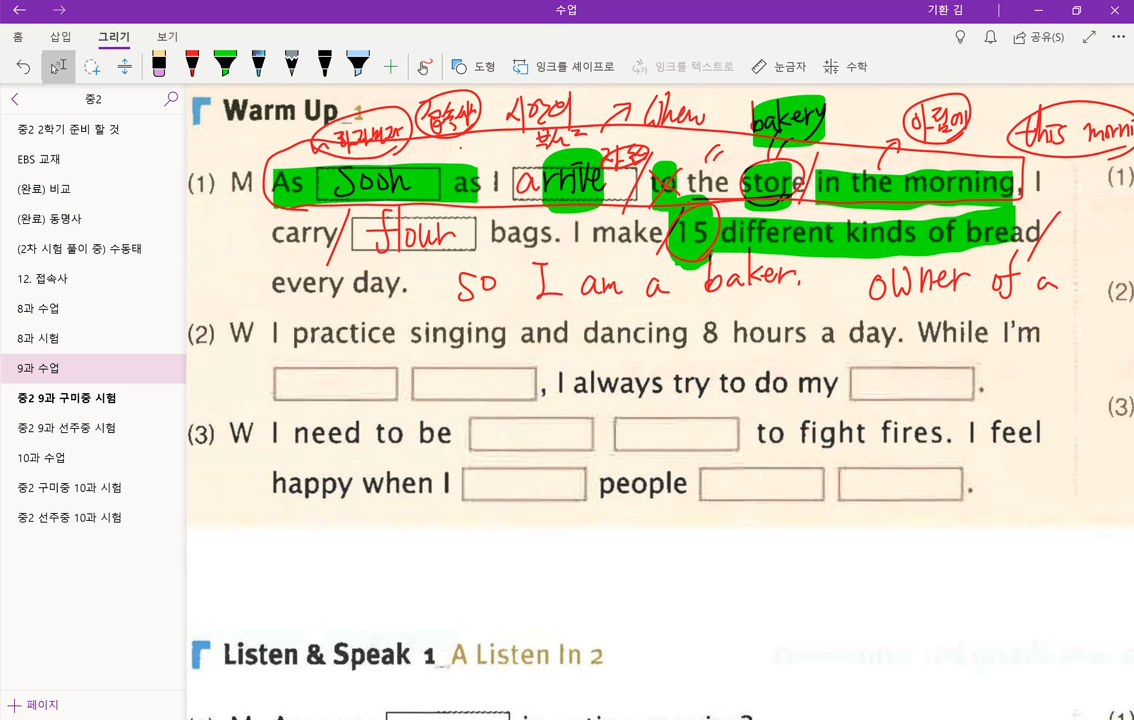 수업
기환 김
홈 삽입 그리기 보기
공유(S)
도형 잉크를 셰이프로 잉크를 텍스트로 눈금자 수학
중2
중2 2학기 준비 할 것
EBS 교재
(완료) 비교
(완료) 동명사
(2차 시험 풀이 중) 수동태
12. 접속사
8과 수업
8과 시험
9과 수업
중2 9과 구미중 시험
중2 9과 선주중 시험
10과 수업
중2 구미중 10과 시험
중2 선주중 10과 시험
페이지
Warm Up_1
접속사 시간의 when bakery 아침에 this morni
자동
(1) M As soon as I arrive to the store in the morning, I (1)
carry flour bags. I make 15 different kinds of bread
every day. so I am a baker. owner of a
(2)
(2) W I practice singing and dancing 8 hours a day. While I'm
, I always try to do my .
(3)
(3) W I need to be to fight fires. I feel
happy when I people .
Listen & Speak 1_A Listen In 2